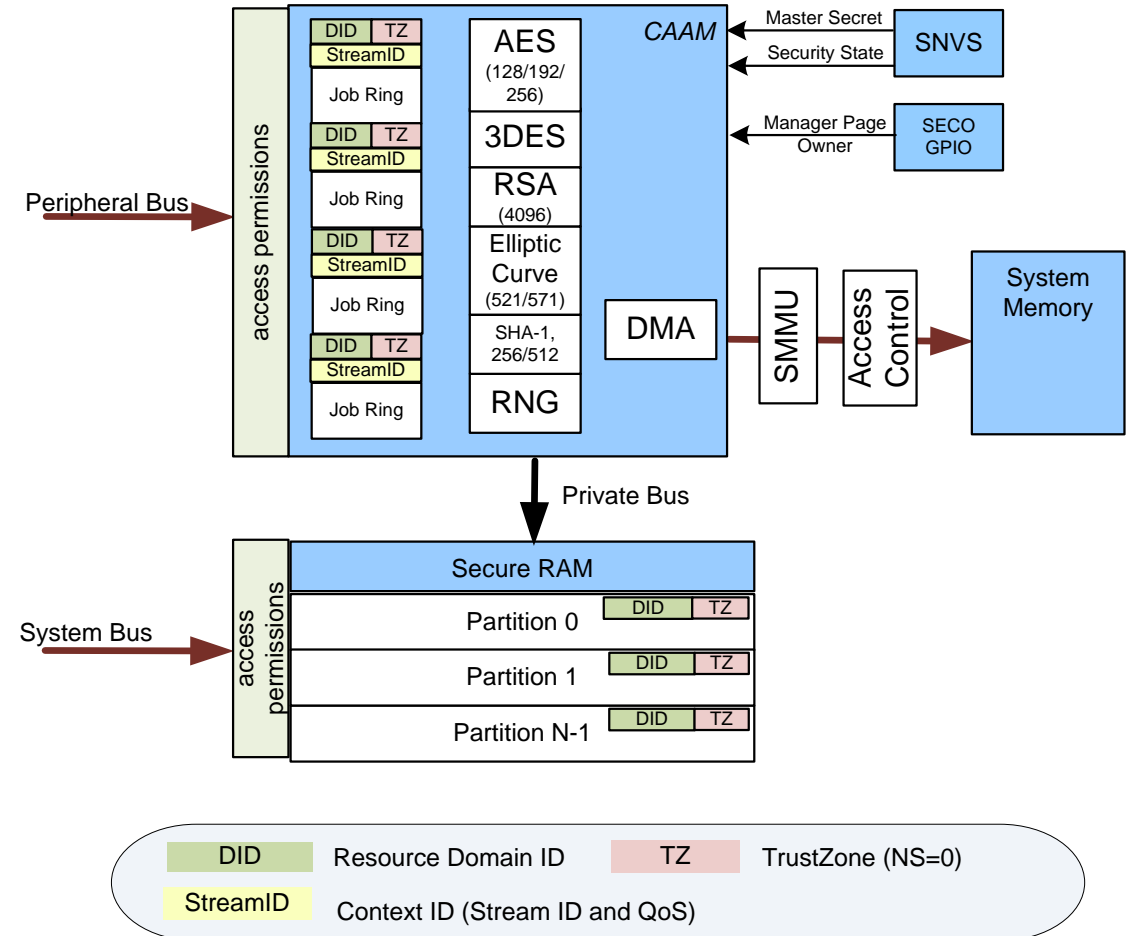 DID TZ
StreamID
Job Ring
DID TZ
StreamID
Job Ring
DID TZ
StreamID
Job Ring
DID TZ
StreamID
Job Ring
AES
(128/192/
256)
3DES
RSA
(4096)
Elliptic
Curve
(521/571)
SHA-1,
256/512
RNG
CAAM
DMA
Master Secret
Security State
SNVS
Manager Page
Owner
SECO
GPIO
Peripheral Bus
access permissions
SMMU
Access
Control
System
Memory
Private Bus
System Bus
access
permissions
Secure RAM
Partition 0
DID TZ
Partition 1
DID TZ
Partition N-1
DID TZ
DID Resource Domain ID TZ TrustZone (NS=0)
StreamID Context ID (Stream ID and QoS)